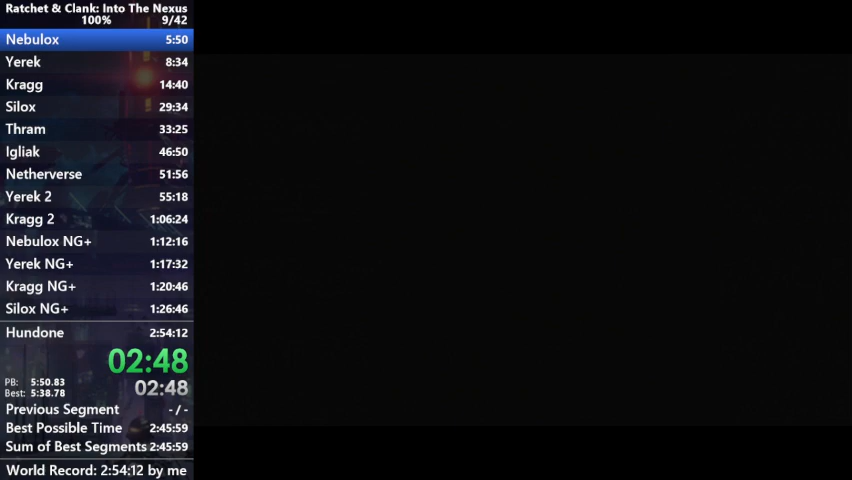 Ratchet & Clank: Into The Nexus
100% 9/42
Nebulox 5:50
Yerek 8:34
Kragg 14:40
Silox 29:34
Thram 33:25
Igliak 46:50
Netherverse 51:56
Yerek 2 55:18
Kragg 2 1:06:24
Nebulox NG+ 1:12:16
Yerek NG+ 1:17:32
Kragg NG+ 1:20:46
Silox NG+ 1:26:46
Hundone 2:54:12
02:48
PB: 5:50.83
Best: 5:38.78
02:48
Previous Segment - / -
Best Possible Time 2:45:59
Sum of Best Segments 2:45:59
World Record: 2:54:12 by me